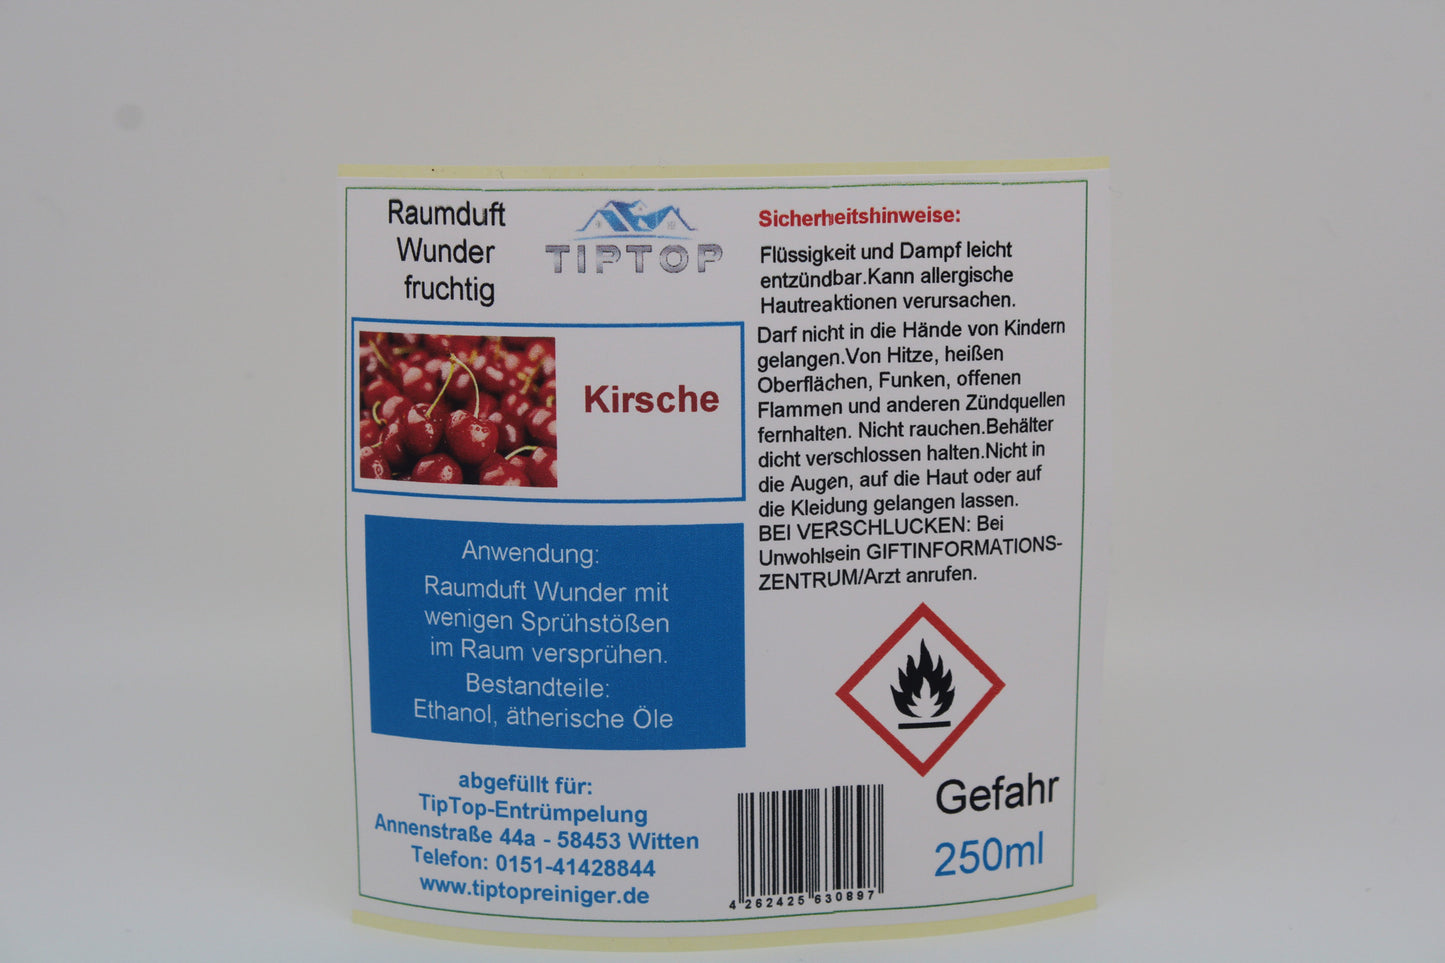 Raumduft
Wunder
fruchtig
TIPTOP
Kirsche
Anwendung:
Raumduft Wunder mit
wenigen Sprühstößen
im Raum versprühen.
Bestandteile:
Ethanol, ätherische Öle
abgefüllt für:
TipTop-Entrümpelung
Annenstraße 44a - 58453 Witten
Telefon: 0151-41428844
www.tiptopreiniger.de
Sicherheitshinweise:
Flüssigkeit und Dampf leicht
entzündbar.Kann allergische
Hautreaktionen verursachen.
Darf nicht in die Hände von Kindern
gelangen.Von Hitze, heißen
Oberflächen, Funken, offenen
Flammen und anderen Zündquellen
fernhalten. Nicht rauchen.Behälter
dicht verschlossen halten.Nicht in
die Augen, auf die Haut oder auf
die Kleidung gelangen lassen.
BEI VERSCHLUCKEN: Bei
Unwohlsein GIFTINFORMATIONS-
ZENTRUM/Arzt anrufen.
Gefahr
250ml
4 262425 630897